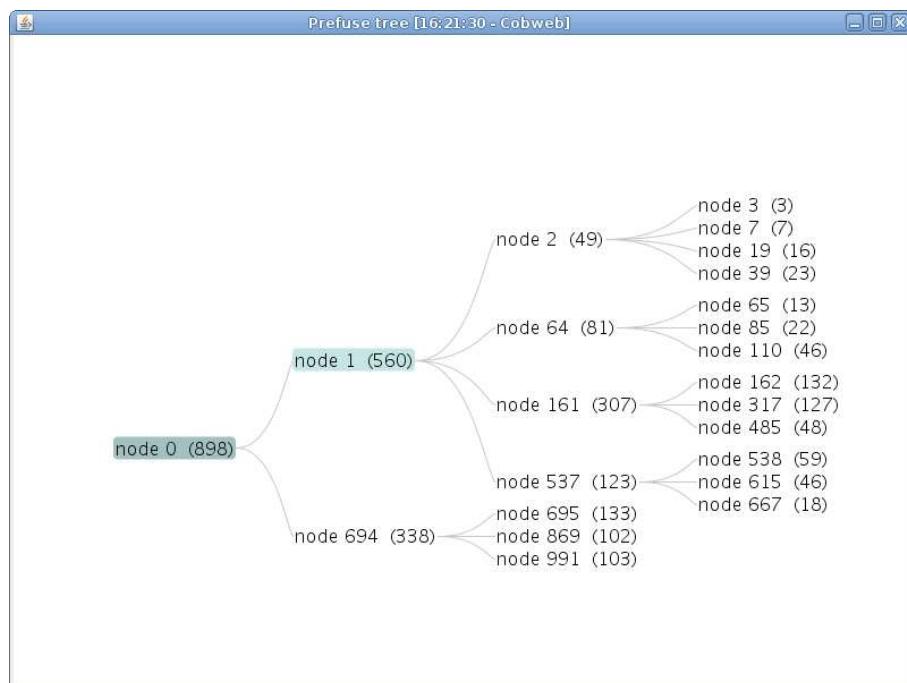 Prefuse tree [16:21:30 - Cobweb]
node 3 (3)
node 7 (7)
node 2 (49)
node 19 (16)
node 39 (23)
node 65 (13)
node 64 (81)
node 85 (22)
node 110 (46)
node 1 (560)
node 162 (132)
node 161 (307)
node 317 (127)
node 485 (48)
node 0 (898)
node 538 (59)
node 537 (123)
node 615 (46)
node 667 (18)
node 695 (133)
node 694 (338)
node 869 (102)
node 991 (103)